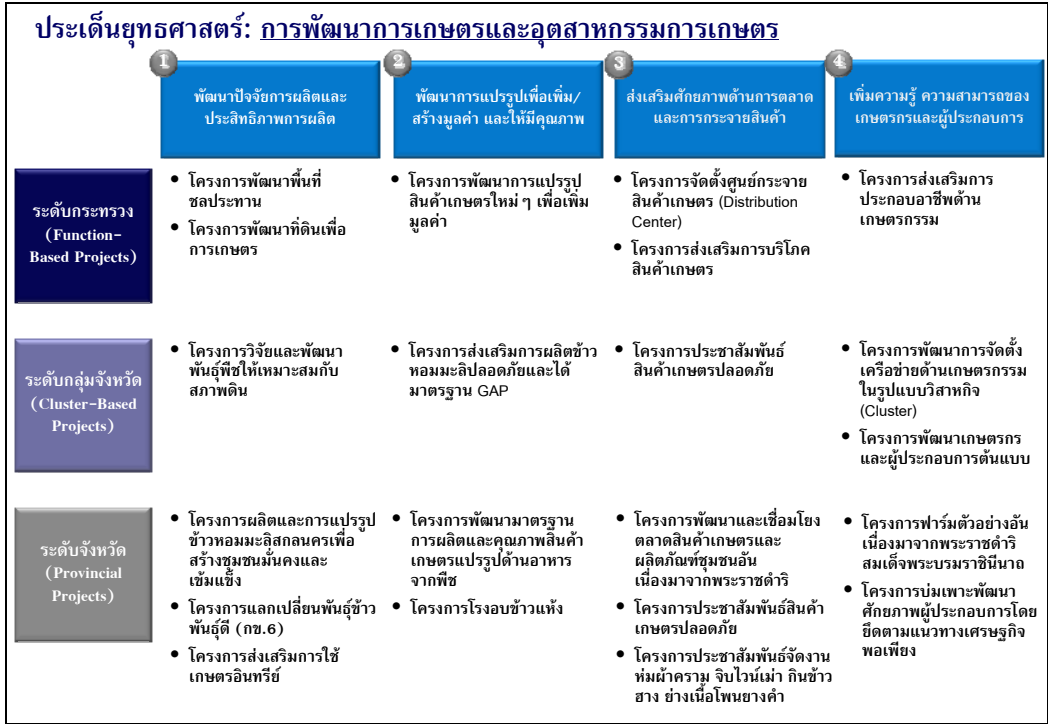 ประเด็นยุทธศาสตร์: การพัฒนาการเกษตรและอุตสาหกรรมการเกษตร
1
พัฒนาปัจจัยการผลิตและ
ประสิทธิภาพการผลิต
2
พัฒนาการแปรรูปเพื่อเพิ่ม/
สร้างมูลค่า และให้มีคุณภาพ
3
ส่งเสริมศักยภาพด้านการตลาด
และการกระจายสินค้า
4
เพิ่มความรู้ ความสามารถของ
เกษตรกรและผู้ประกอบการ
ระดับกระทรวง
(Function-
Based Projects)
• โครงการพัฒนาพื้นที่
ชลประทาน
• โครงการพัฒนาที่ดินเพื่อ
การเกษตร
• โครงการพัฒนาการแปรรูป
สินค้าเกษตรใหม่ ๆ เพื่อเพิ่ม
มูลค่า
• โครงการจัดตั้งศูนย์กระจาย
สินค้าเกษตร (Distribution
Center)
• โครงการส่งเสริมการบริโภค
สินค้าเกษตร
• โครงการส่งเสริมการ
ประกอบอาชีพด้าน
เกษตรกรรม
ระดับกลุ่มจังหวัด
(Cluster-Based
Projects)
• โครงการวิจัยและพัฒนา
พันธุ์พืชให้เหมาะสมกับ
สภาพดิน
• โครงการส่งเสริมการผลิตข้าว
หอมมะลิปลอดภัยและได้
มาตรฐาน GAP
• โครงการประชาสัมพันธ์
สินค้าเกษตรปลอดภัย
• โครงการพัฒนาการจัดตั้ง
เครือข่ายด้านเกษตรกรรม
ในรูปแบบวิสาหกิจ
(Cluster)
• โครงการพัฒนาเกษตรกร
และผู้ประกอบการต้นแบบ
ระดับจังหวัด
(Provincial
Projects)
• โครงการผลิตและการแปรรูป
ข้าวหอมมะลิสกลนครเพื่อ
สร้างชุมชนมั่นคงและ
เข้มแข็ง
• โครงการแลกเปลี่ยนพันธุ์ข้าว
พันธุ์ดี (กข.6)
• โครงการส่งเสริมการใช้
เกษตรอินทรีย์
• โครงการพัฒนามาตรฐาน
การผลิตและคุณภาพสินค้า
เกษตรแปรรูปด้านอาหาร
จากพืช
• โครงการโรงอบข้าวแห้ง
• โครงการพัฒนาและเชื่อมโยง
ตลาดสินค้าเกษตรและ
ผลิตภัณฑ์ชุมชนอัน
เนื่องมาจากพระราชดำริ
• โครงการประชาสัมพันธ์สินค้า
เกษตรปลอดภัย
• โครงการประชาสัมพันธ์จัดงาน
ห่มผ้าคราม จิบไวน์เม่า กินข้าว
ฮาง ย่างเนื้อโพนยางคำ
• โครงการฟาร์มตัวอย่างอัน
เนื่องมาจากพระราชดำริ
สมเด็จพระบรมราชินีนาถ
• โครงการบ่มเพาะพัฒนา
ศักยภาพผู้ประกอบการโดย
ยึดตามแนวทางเศรษฐกิจ
พอเพียง